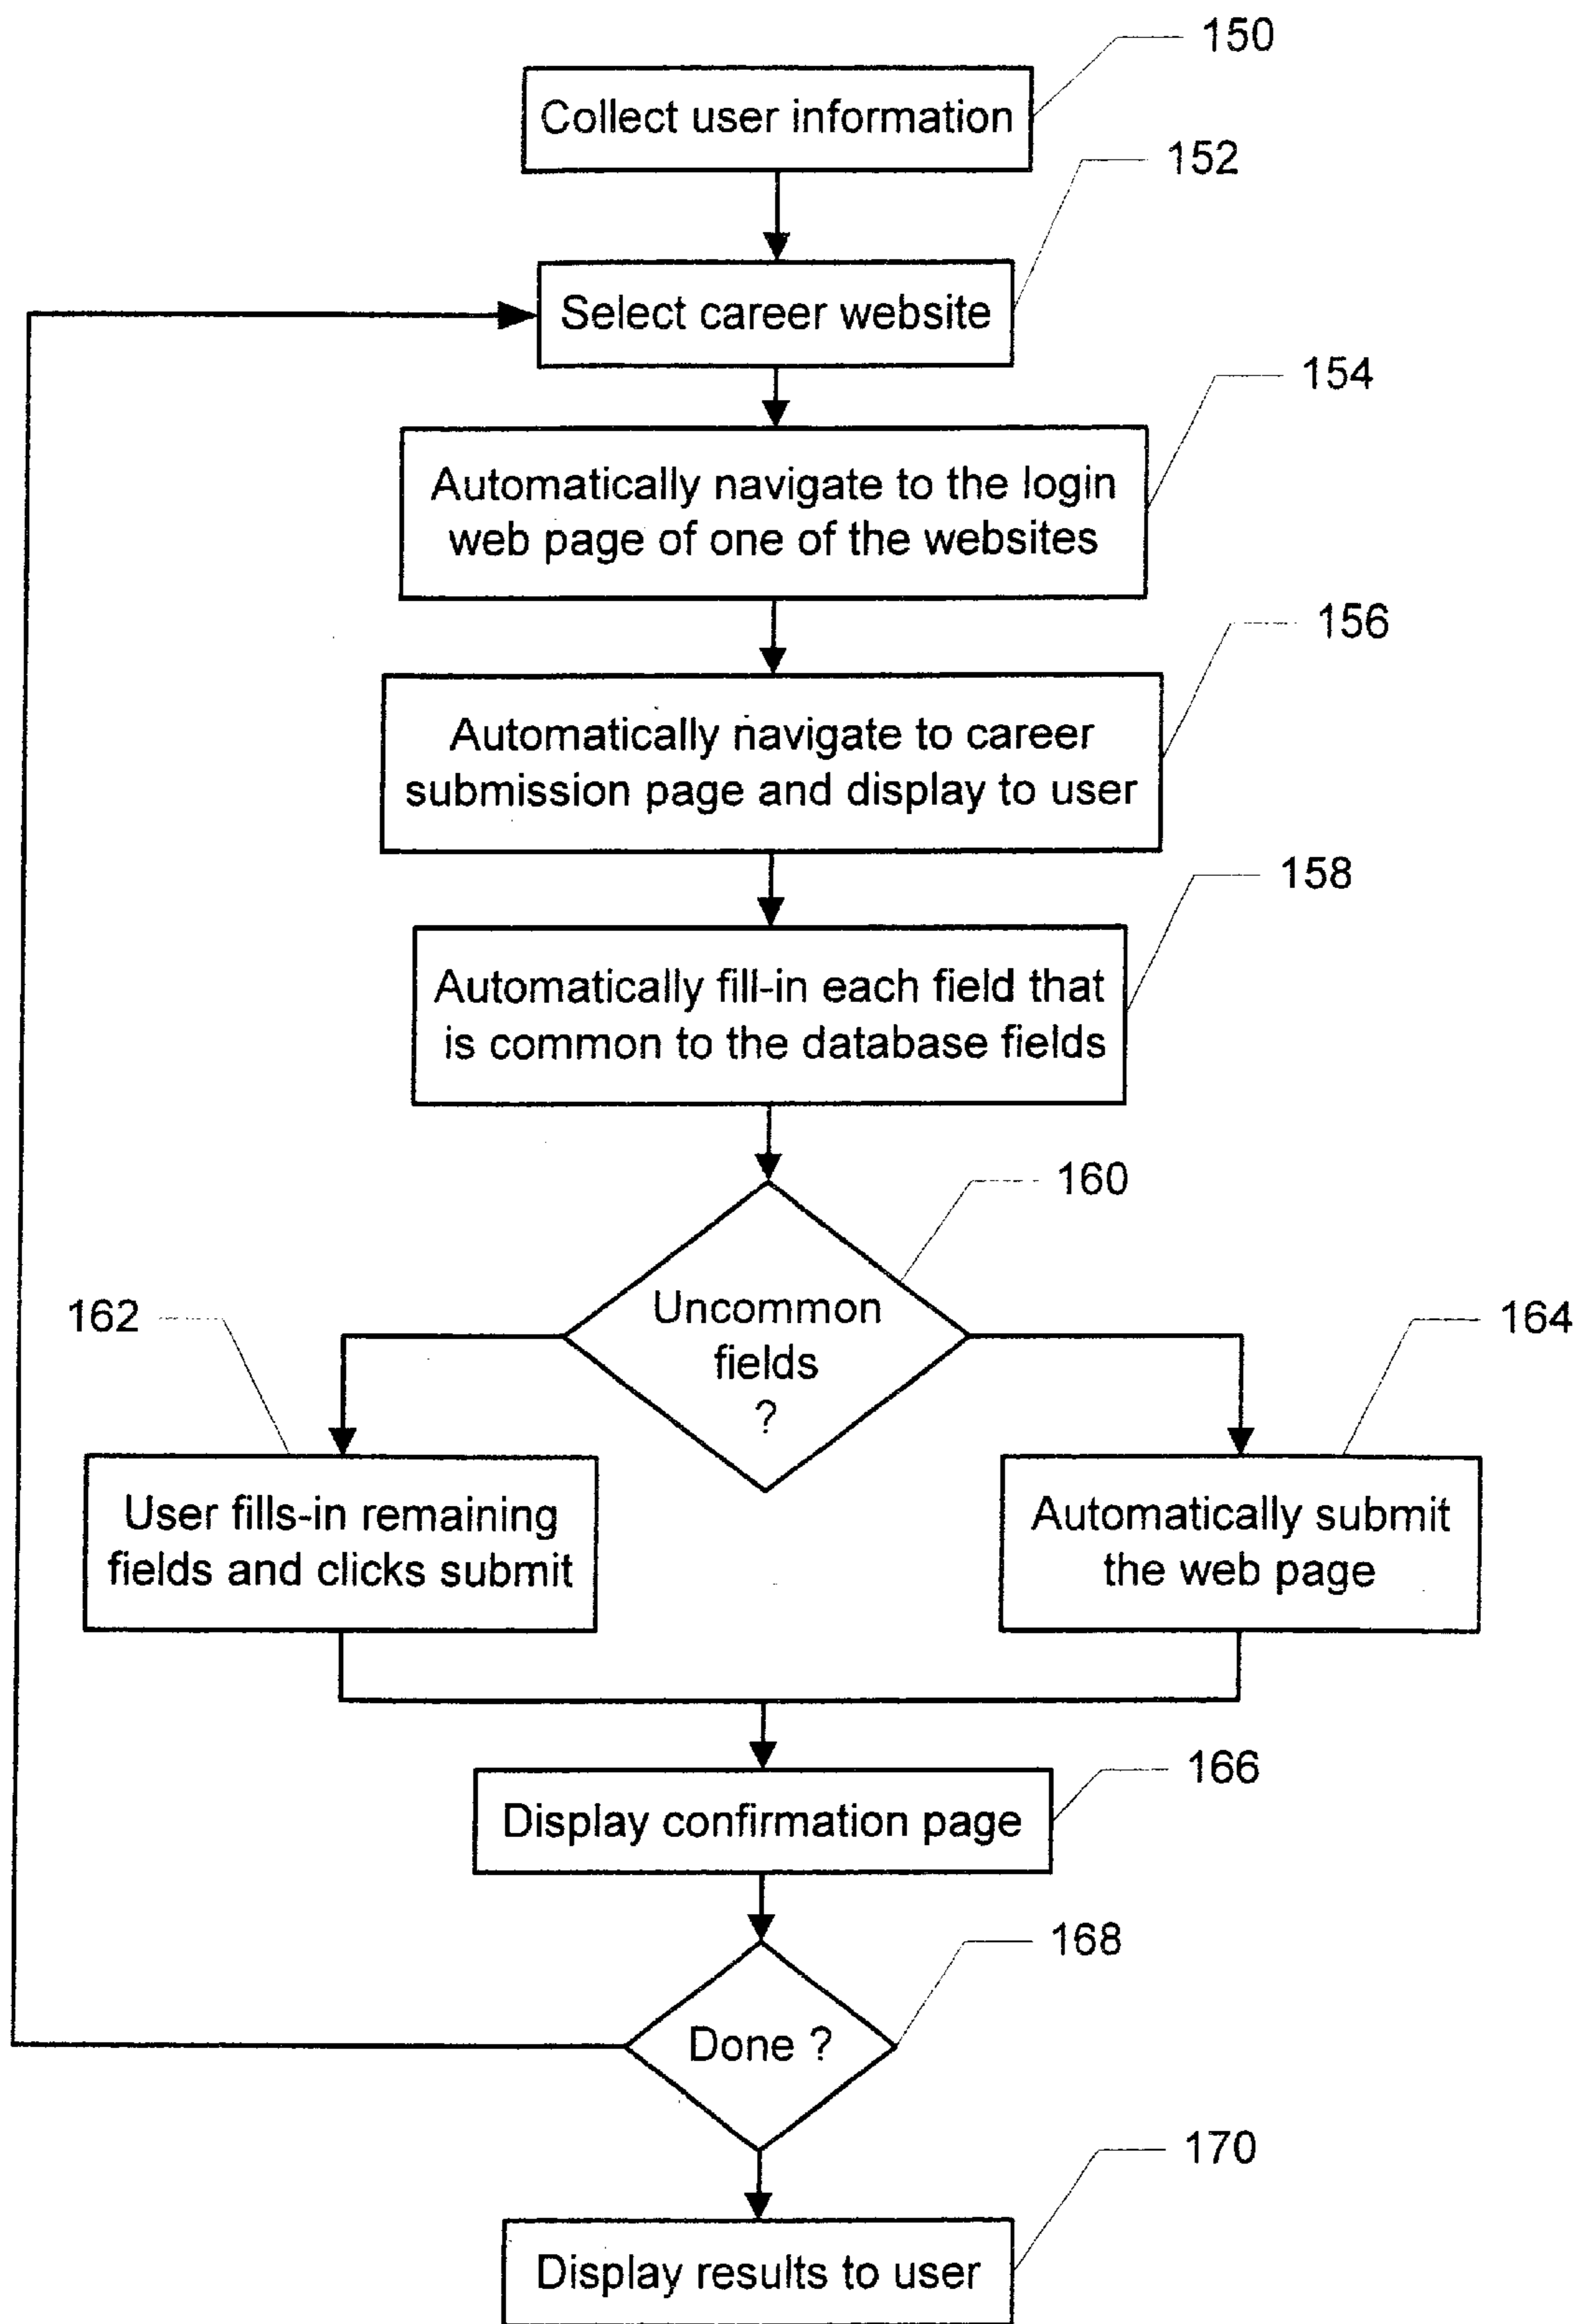 150
Collect user information
152
Select career website
154
Automatically navigate to the login
web page of one of the websites
156
Automatically navigate to career
submission page and display to user
158
Automatically fill-in each field that
is common to the database fields
160
Uncommon
fields
?
162
164
User fills-in remaining
fields and clicks submit
Automatically submit
the web page
166
Display confirmation page
168
Done ?
170
Display results to user